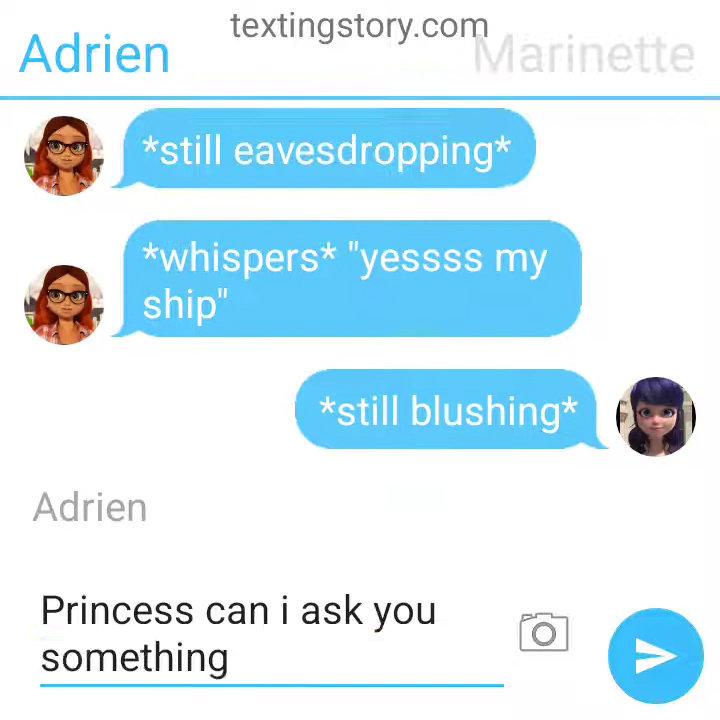 textingstory.com
Adrien
Marinette
*still eavesdropping*
*whispers* "yessss my
ship"
*still blushing*
Adrien
Princess can i ask you
something